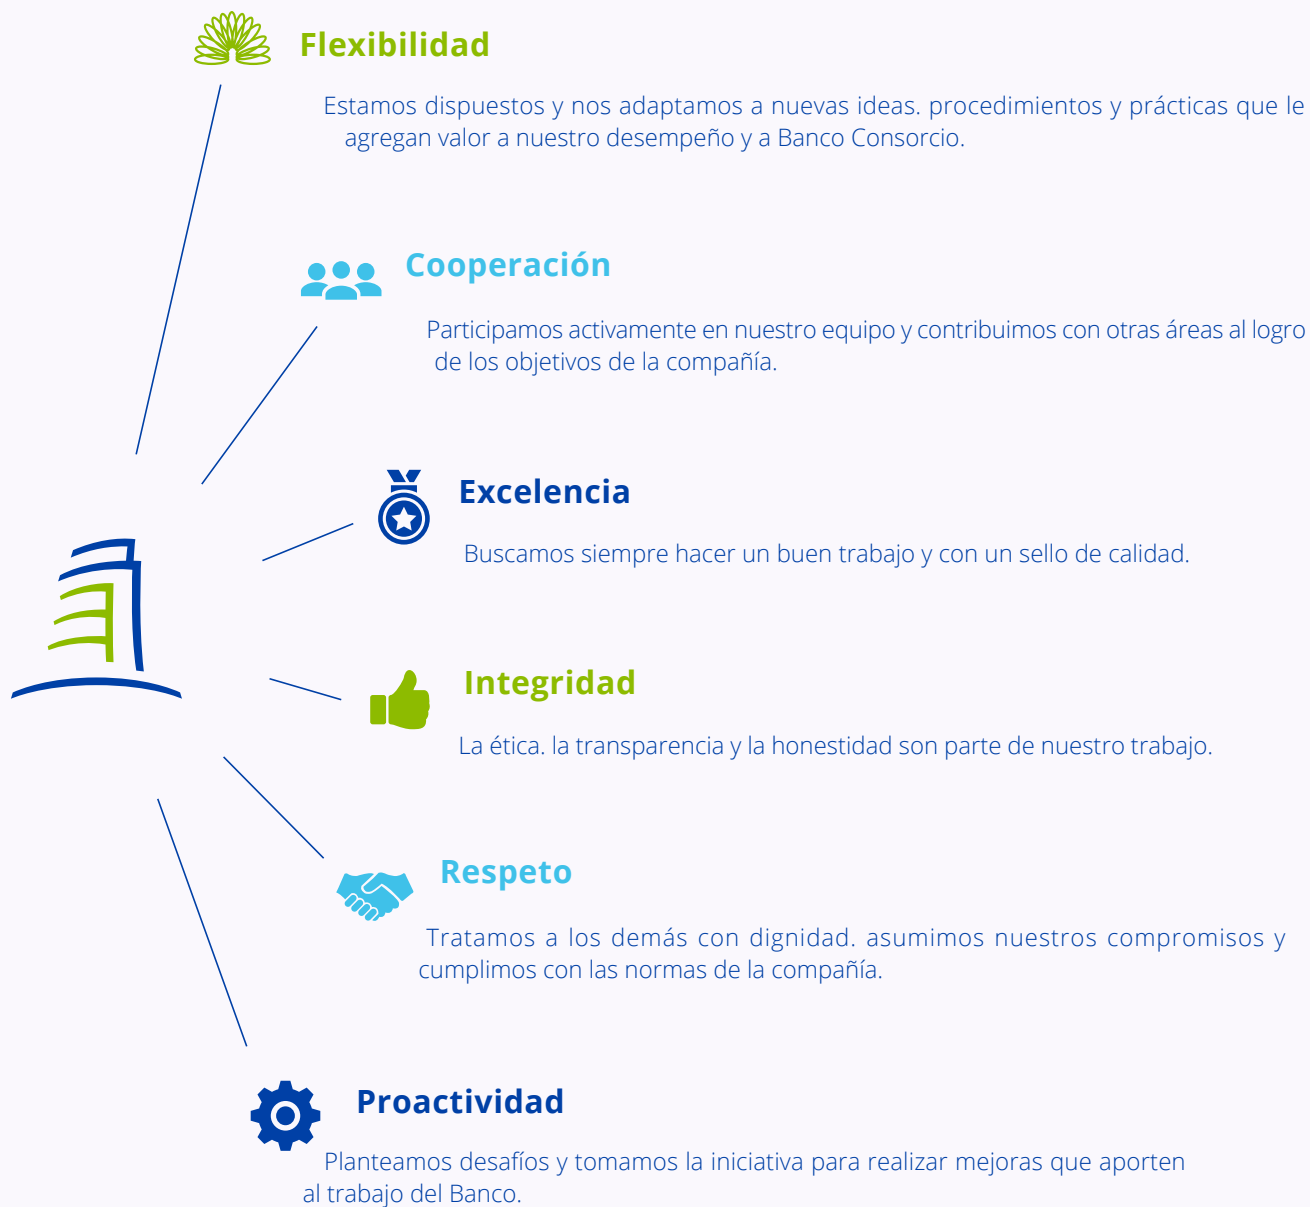 Flexibilidad
Estamos dispuestos y nos adaptamos a nuevas ideas. procedimientos y prácticas que le
agregan valor a nuestro desempeño y a Banco Consorcio.
Cooperación
Participamos activamente en nuestro equipo y contribuimos con otras áreas al logro
de los objetivos de la compañía.
Excelencia
Buscamos siempre hacer un buen trabajo y con un sello de calidad.
Integridad
La ética. la transparencia y la honestidad son parte de nuestro trabajo.
Respeto
Tratamos a los demás con dignidad. asumimos nuestros compromisos y
cumplimos con las normas de la compañía.
Proactividad
Planteamos desafíos y tomamos la iniciativa para realizar mejoras que aporten
al trabajo del Banco.